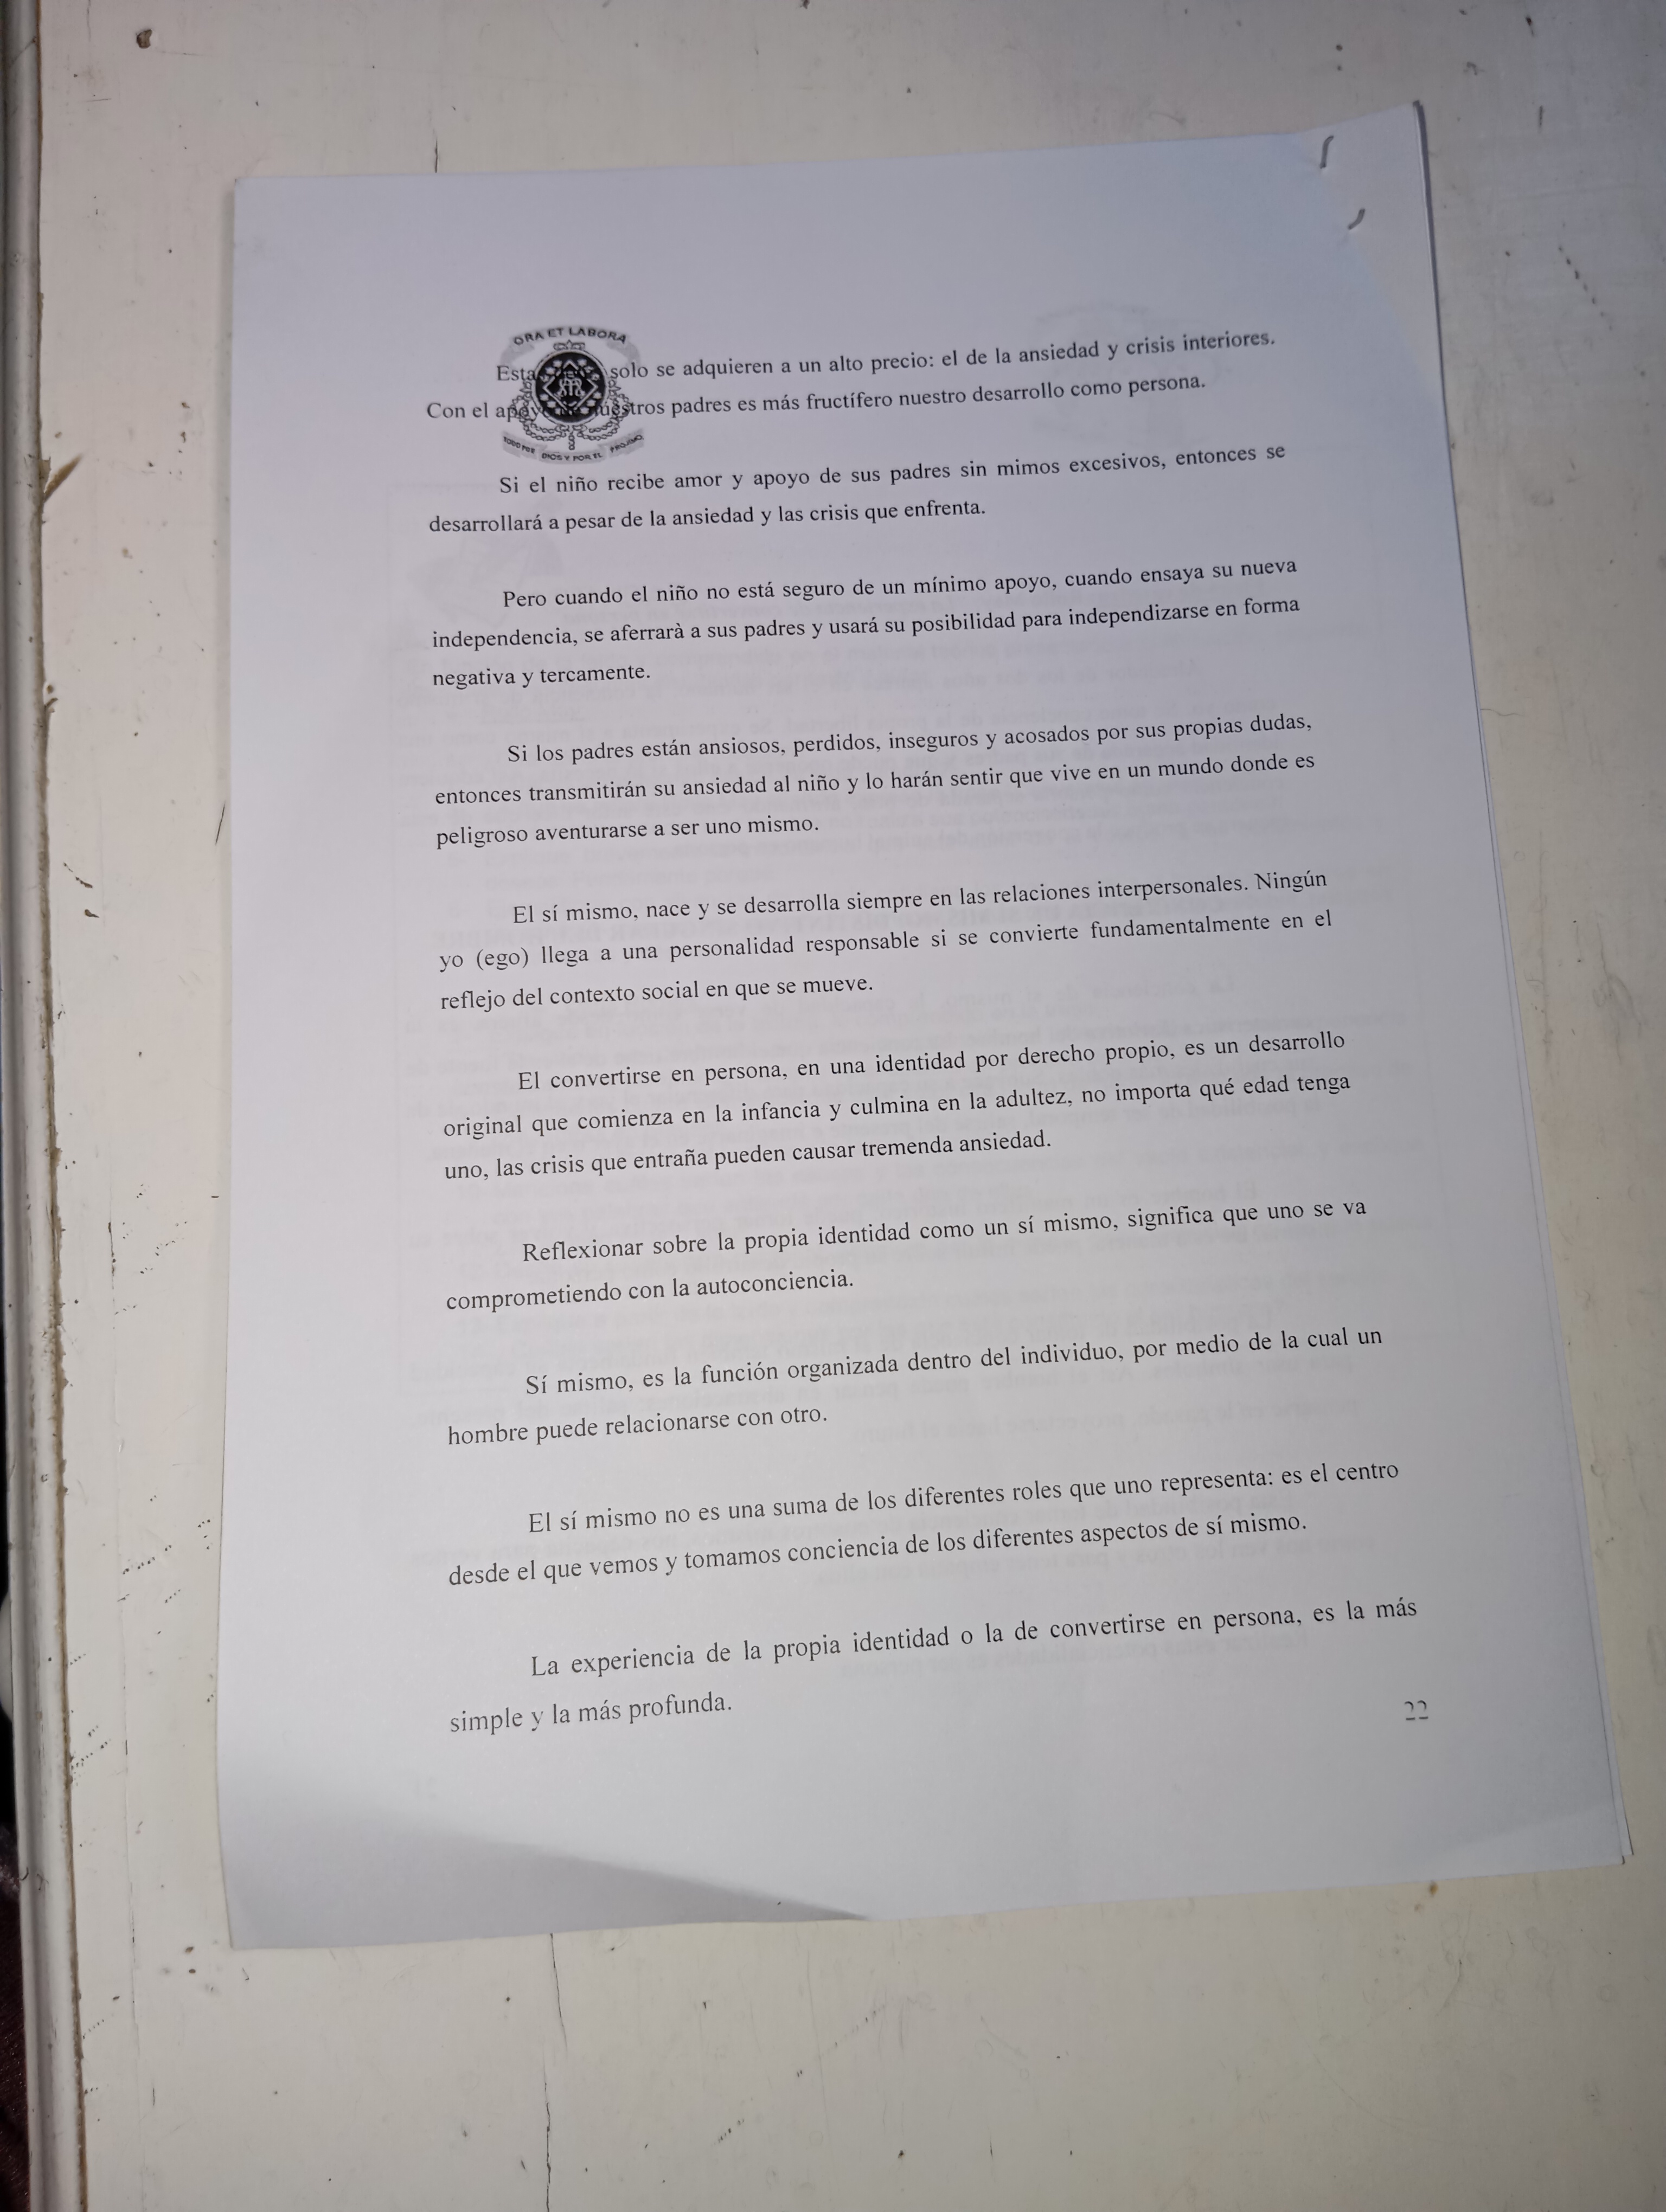 ORA ET LABORA
Esta solo se adquieren a un alto precio: el de la ansiedad y crisis interiores.
Con el apoyo nuestros padres es más fructífero nuestro desarrollo como persona.
TODO POR DIOS Y POR EL PROJIMO
Si el niño recibe amor y apoyo de sus padres sin mimos excesivos, entonces se
desarrollará a pesar de la ansiedad y las crisis que enfrenta.
Pero cuando el niño no está seguro de un mínimo apoyo, cuando ensaya su nueva
independencia, se aferrarà a sus padres y usará su posibilidad para independizarse en forma
negativa y tercamente.
Si los padres están ansiosos, perdidos, inseguros y acosados por sus propias dudas,
entonces transmitirán su ansiedad al niño y lo harán sentir que vive en un mundo donde es
peligroso aventurarse a ser uno mismo.
El sí mismo, nace y se desarrolla siempre en las relaciones interpersonales. Ningún
yo (ego) llega a una personalidad responsable si se convierte fundamentalmente en el
reflejo del contexto social en que se mueve.
El convertirse en persona, en una identidad por derecho propio, es un desarrollo
original que comienza en la infancia y culmina en la adultez, no importa qué edad tenga
uno, las crisis que entraña pueden causar tremenda ansiedad.
Reflexionar sobre la propia identidad como un sí mismo, significa que uno se va
comprometiendo con la autoconciencia.
Sí mismo, es la función organizada dentro del individuo, por medio de la cual un
hombre puede relacionarse con otro.
El sí mismo no es una suma de los diferentes roles que uno representa: es el centro
desde el que vemos y tomamos conciencia de los diferentes aspectos de sí mismo.
La experiencia de la propia identidad o la de convertirse en persona, es la más
simple y la más profunda.
22